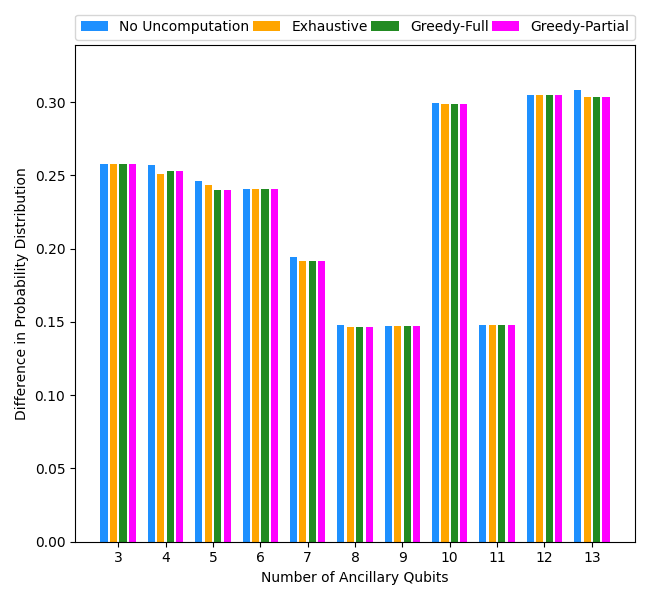 No Uncomputation Exhaustive Greedy-Full Greedy-Partial
Difference in Probability Distribution
0.30
0.25
0.20
0.15
0.10
0.05
0.00
3 4 5 6 7 8 9 10 11 12 13
Number of Ancillary Qubits